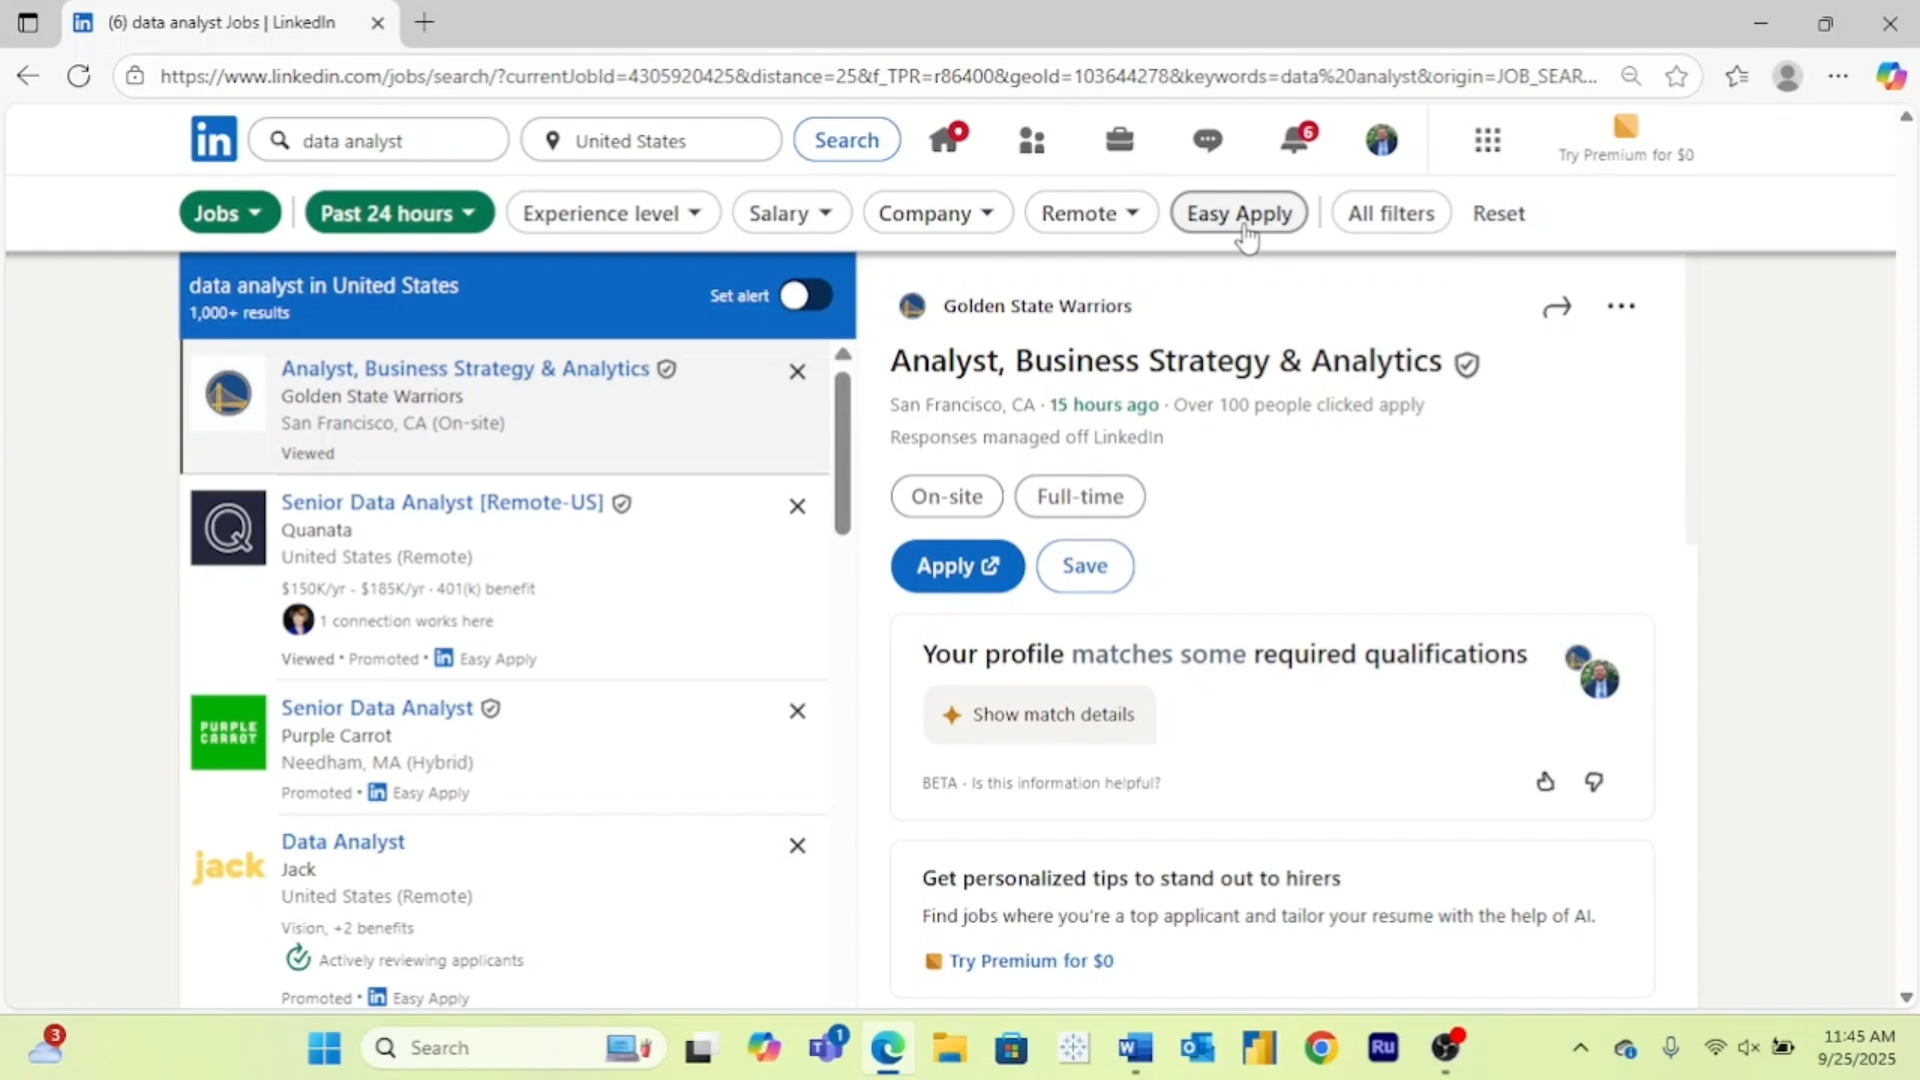 (6) data analyst Jobs | LinkedIn
https://www.linkedin.com/jobs/search/?currentJobId=4305920425&distance=25&f_TPR=r86400&geoId=103644278&keywords=data%20analyst&origin=JOB_SEAR...
in data analyst United States Search 6 Try Premium for $0
Jobs Past 24 hours Experience level Salary Company Remote Easy Apply All filters Reset
data analyst in United States
1,000+ results
Set alert
Analyst, Business Strategy & Analytics
Golden State Warriors
San Francisco, CA (On-site)
Viewed
Q
Senior Data Analyst [Remote-US]
Quanata
United States (Remote)
$150K/yr - $185K/yr · 401(k) benefit
1 connection works here
Viewed • Promoted • in Easy Apply
PURPLE
CARROT
Senior Data Analyst
Purple Carrot
Needham, MA (Hybrid)
Promoted • in Easy Apply
jack
Data Analyst
Jack
United States (Remote)
Vision, +2 benefits
Actively reviewing applicants
Promoted • in Easy Apply
Golden State Warriors
Analyst, Business Strategy & Analytics
San Francisco, CA · 15 hours ago · Over 100 people clicked apply
Responses managed off LinkedIn
On-site Full-time
Apply Save
Your profile matches some required qualifications
Show match details
BETA · Is this information helpful?
Get personalized tips to stand out to hirers
Find jobs where you're a top applicant and tailor your resume with the help of AI.
Try Premium for $0
3 Search T 1 W Ru 11:45 AM
9/25/2025